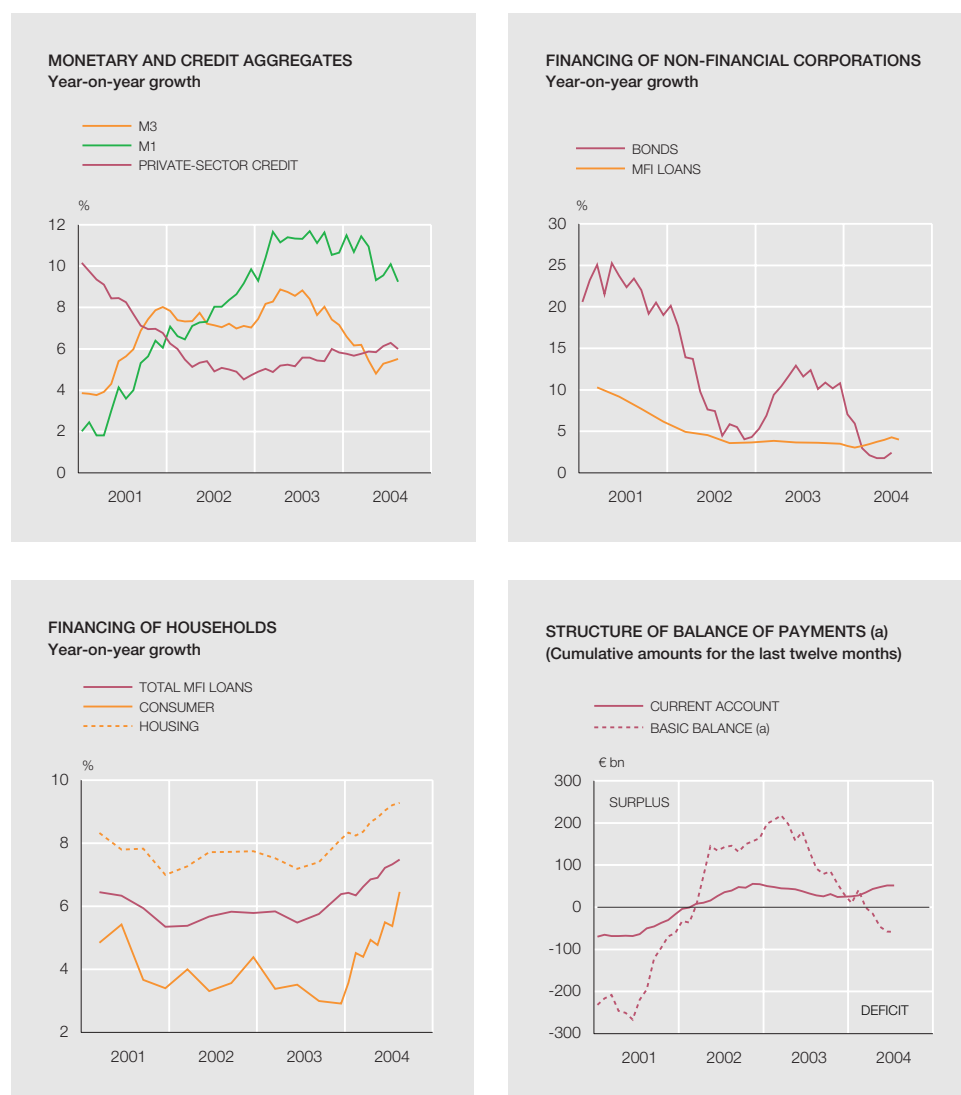 MONETARY AND CREDIT AGGREGATES
Year-on-year growth
M3
M1
PRIVATE-SECTOR CREDIT
%
12
10
8
6
4
2
0
2001 2002 2003 2004
FINANCING OF NON-FINANCIAL CORPORATIONS
Year-on-year growth
BONDS
MFI LOANS
%
30
25
20
15
10
5
0
2001 2002 2003 2004
FINANCING OF HOUSEHOLDS
Year-on-year growth
TOTAL MFI LOANS
CONSUMER
HOUSING
%
10
8
6
4
2
2001 2002 2003 2004
STRUCTURE OF BALANCE OF PAYMENTS (a)
(Cumulative amounts for the last twelve months)
CURRENT ACCOUNT
BASIC BALANCE (a)
€ bn
300
SURPLUS
200
100
0
-100
-200
DEFICIT
-300
2001 2002 2003 2004